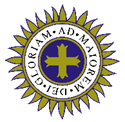 AD · MAIOREM · DEI · GLORIAM ·